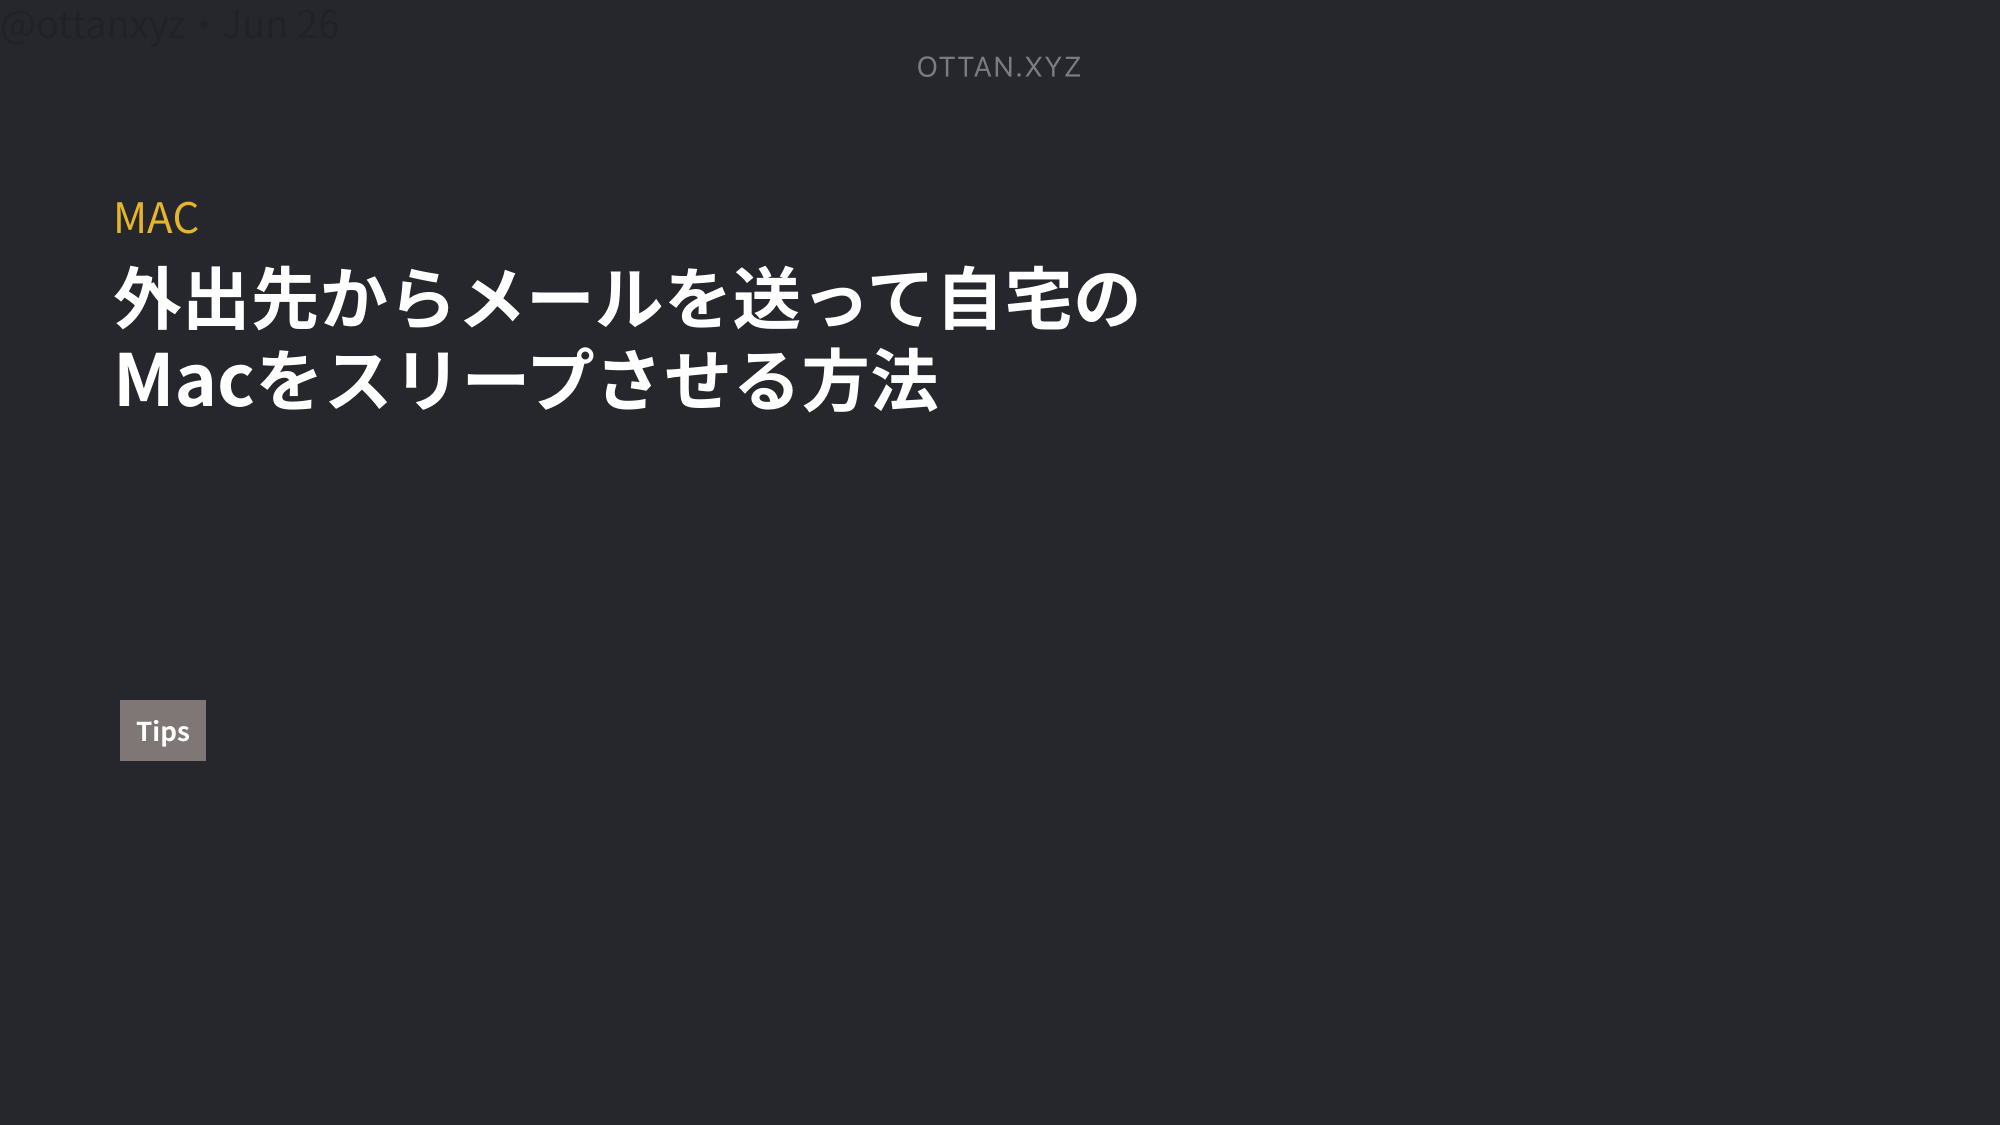 @ottanxyz・Jun 26
OTTAN.XYZ
MAC
外出先からメールを送って自宅の
Macをスリープさせる方法
Tips